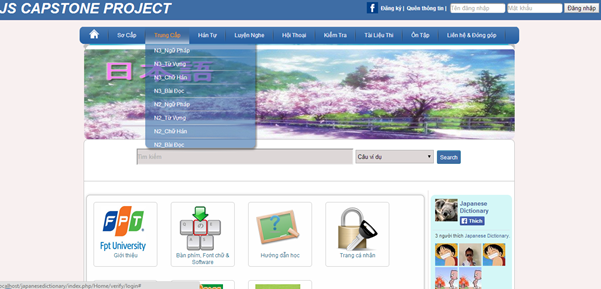 JS CAPSTONE PROJECT
Đăng ký | Quên thông tin |
Tên đăng nhập
Mật khẩu
Đăng nhập
Sơ Cấp
Trung Cấp
Hán Tự
Luyện Nghe
Hội Thoại
Kiểm Tra
Tài Liệu Thi
Ôn Tập
Liên hệ & Đóng góp
N3_Ngữ Pháp
N3_Từ Vựng
N3_Chữ Hán
N3_Bài Đọc ...
N2_Ngữ Pháp
N2_Từ Vựng
N2_Chữ Hán
N2_Bài Đọc
日本語
Tìm kiếm
Câu ví dụ
Search
FPT
Fpt University
Giới thiệu
Bàn phím, Font chữ &
Software
Hướng dẫn học
Trang cá nhân
Japanese
Dictionary
Thích
3 người thích Japanese Dictionary.
/japanesedictionary/index.php/Home/verify/login#